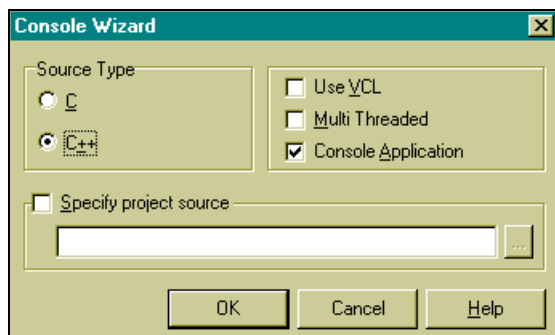 Console Wizard
Source Type
C
C++
Use VCL
Multi Threaded
Console Application
Specify project source
...
OK
Cancel
Help